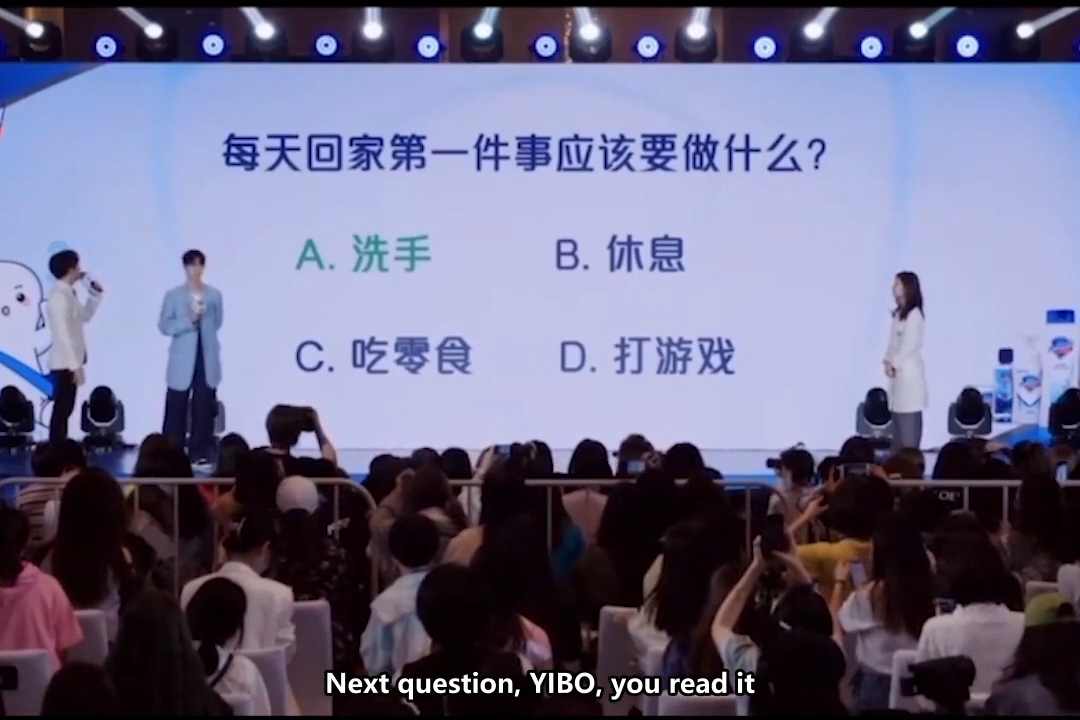 每天回家第一件事应该要做什么？
A. 洗手 B. 休息
C. 吃零食 D. 打游戏
Next question, YIBO, you read it